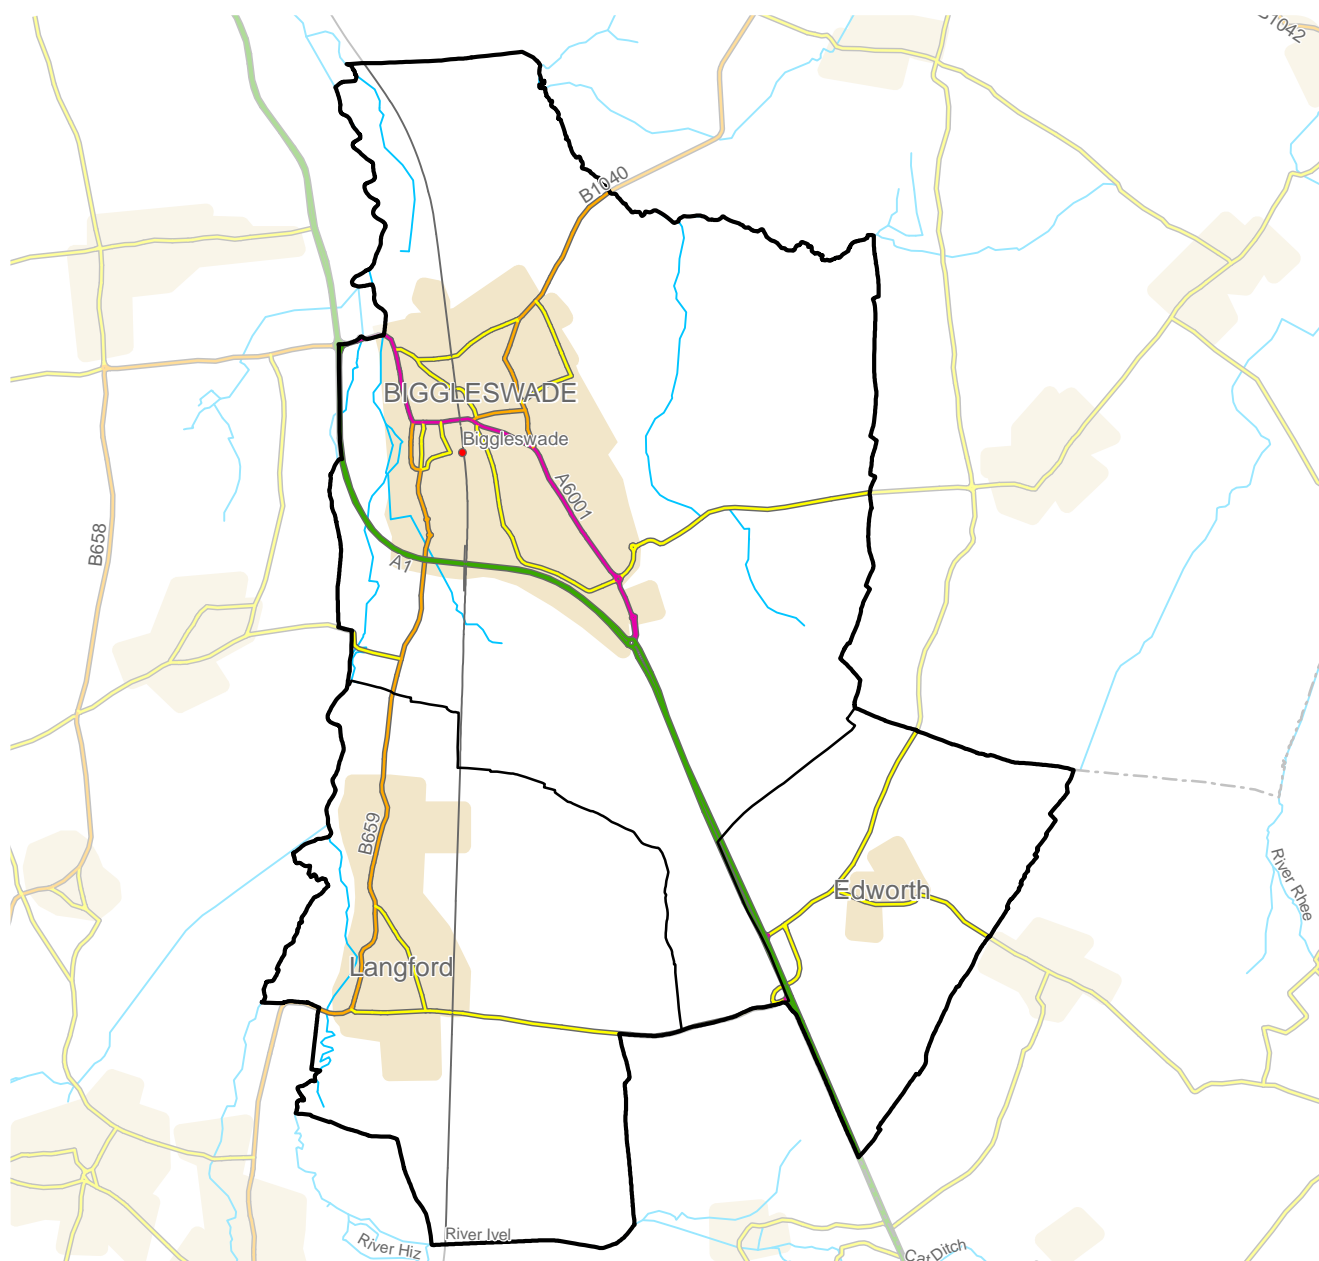 B1042
B1040
BIGGLESWADE
Biggleswade
A6001
B658
A1
B659
Edworth
River Rhee
Langford
River Ivel
River Hiz
Cat Ditch